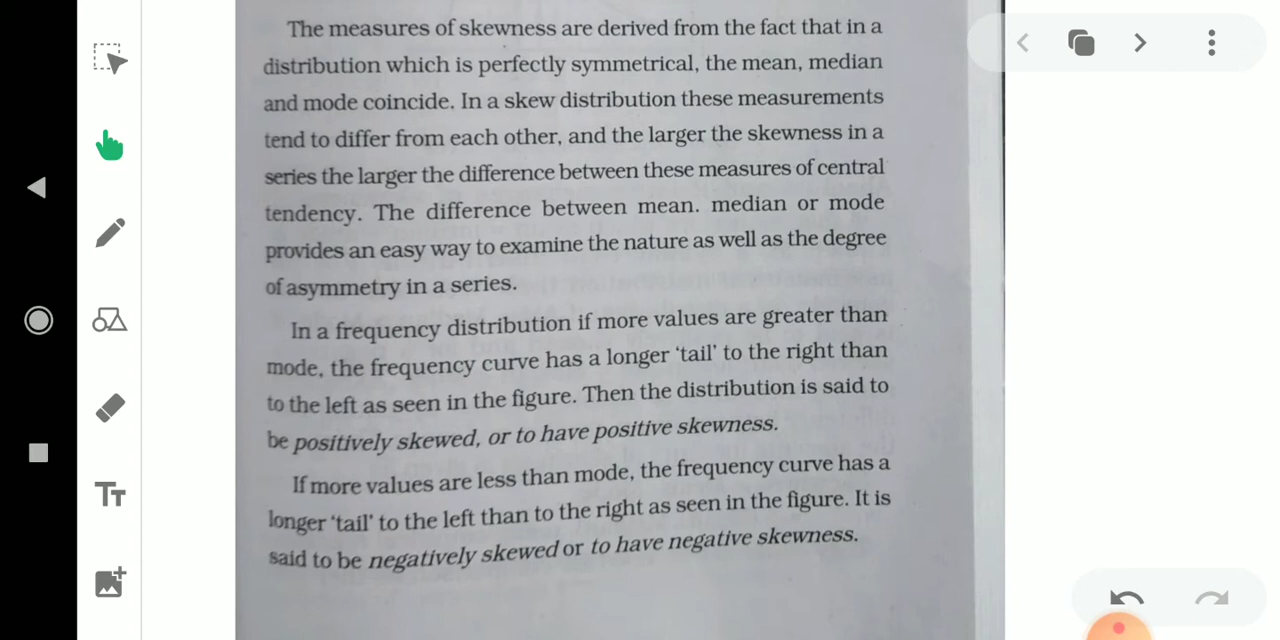 The measures of skewness are derived from the fact that in a
distribution which is perfectly symmetrical, the mean, median
and mode coincide. In a skew distribution these measurements
tend to differ from each other, and the larger the skewness in a
series the larger the difference between these measures of central
tendency. The difference between mean. median or mode
provides an easy way to examine the nature as well as the degree
of asymmetry in a series.
In a frequency distribution if more values are greater than
mode, the frequency curve has a longer ‘tail’ to the right than
to the left as seen in the figure. Then the distribution is said to
be positively skewed, or to have positive skewness.
If more values are less than mode, the frequency curve has a
longer ‘tail’ to the left than to the right as seen in the figure. It is
said to be negatively skewed or to have negative skewness.
TT